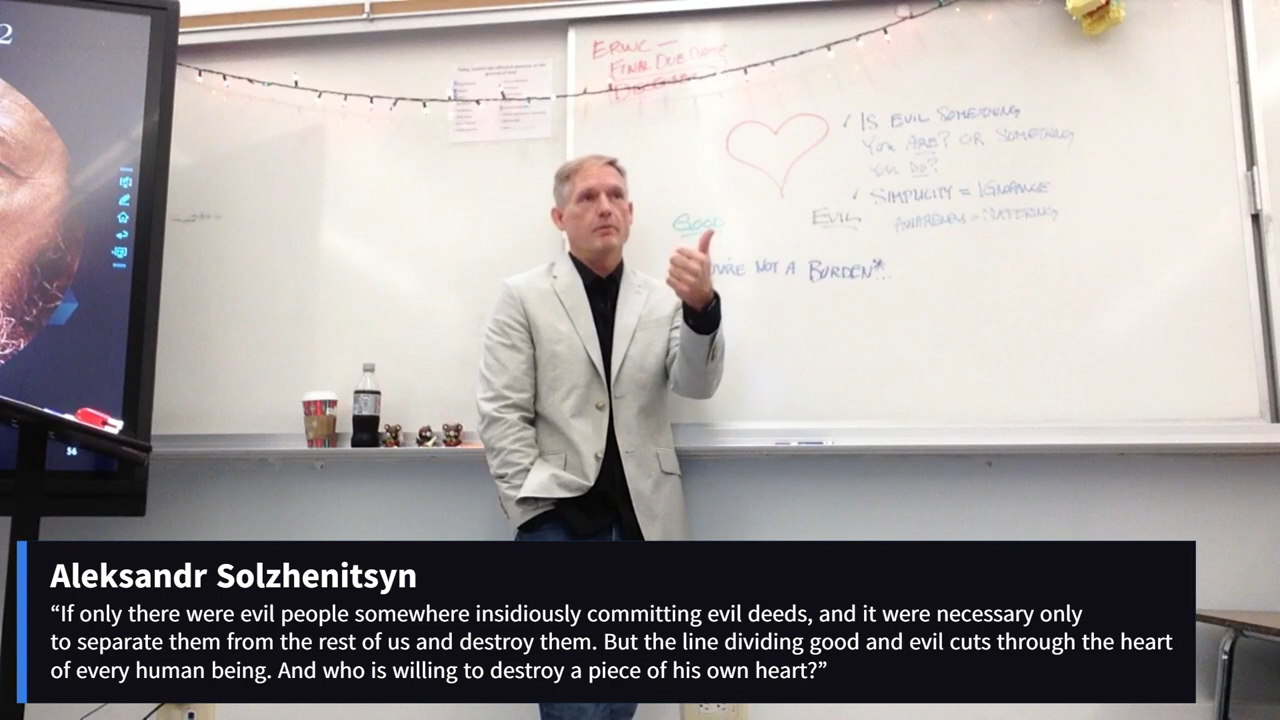 2
ERWC —
FINAL DUE DATE
✓ IS EVIL SOMETHING
YOU ARE? OR SOMETHING
YOU DO?
✓ SIMPLICITY = IGNORANCE
AWARENESS = SUFFERING
GOOD
EVIL
NOT A BURDEN*
56
Aleksandr Solzhenitsyn
“If only there were evil people somewhere insidiously committing evil deeds, and it were necessary only
to separate them from the rest of us and destroy them. But the line dividing good and evil cuts through the heart
of every human being. And who is willing to destroy a piece of his own heart?”